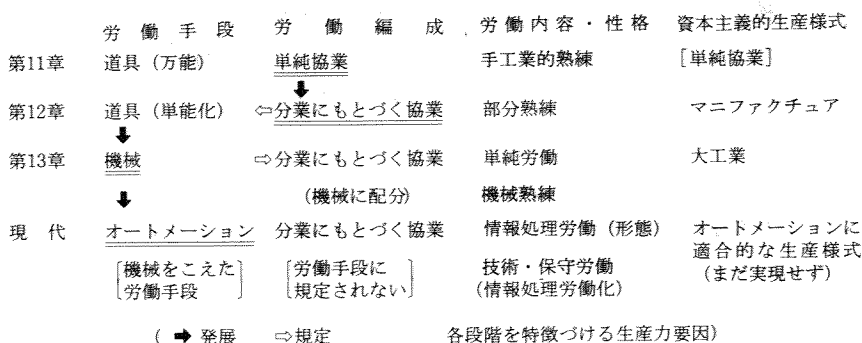 労働手段 労働編成 労働内容・性格 資本主義的生産様式
第11章 道具(万能) 単純協業 手工業的熟練 [単純協業]
第12章 道具(単能化) ⇦分業にもとづく協業 部分熟練 マニファクチュア
第13章 機械 ⇨分業にもとづく協業 単純労働 大工業
(機械に配分) 機械熟練
現代 オートメーション 分業にもとづく協業 情報処理労働(形態) オートメーションに
適合的な生産様式
[機械をこえた [労働手段に 技術・保守労働 (まだ実現せず)
労働手段] 規定されない] (情報処理労働化)
(➡発展 ⇨規定 各段階を特徴づける生産力要因)